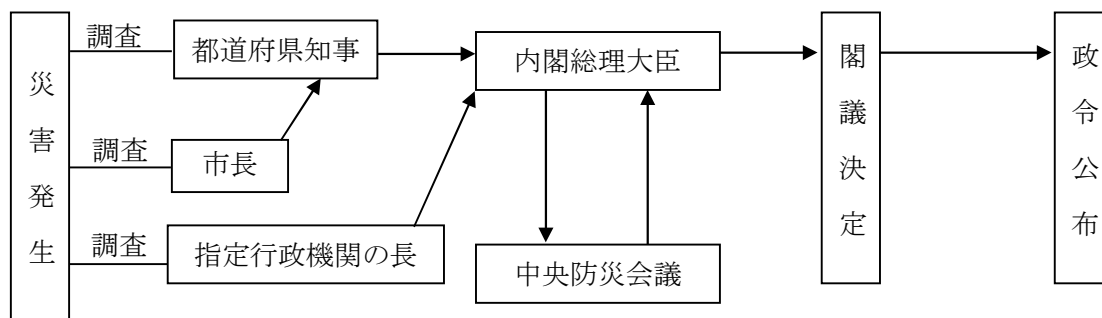 災害発生
調査
都道府県知事
調査
市長
調査
指定行政機関の長
内閣総理大臣
中央防災会議
閣議決定
政令公布